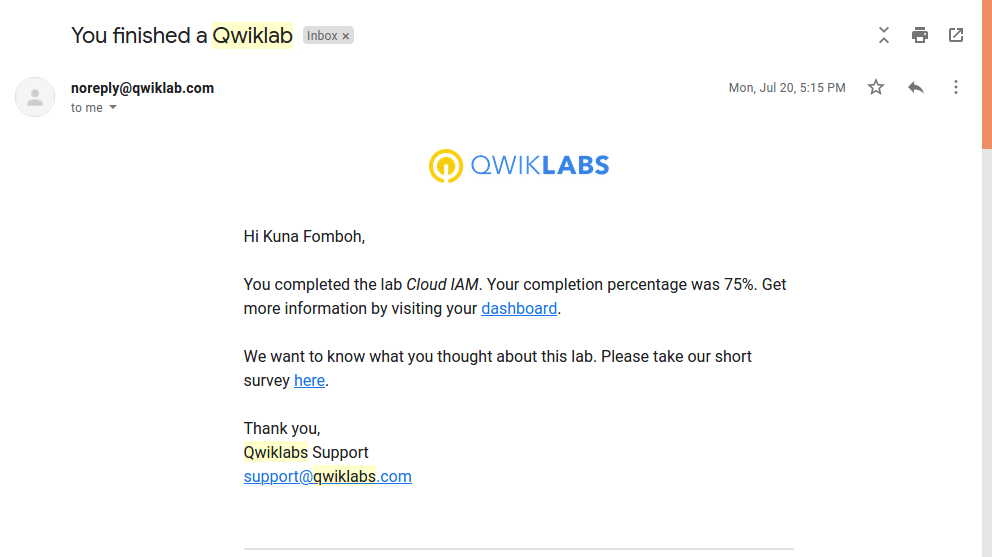 You finished a Qwiklab Inbox ×
noreply@qwiklab.com Mon, Jul 20, 5:15 PM
to me
QWIKLABS
Hi Kuna Fomboh,
You completed the lab Cloud IAM. Your completion percentage was 75%. Get
more information by visiting your dashboard.
We want to know what you thought about this lab. Please take our short
survey here.
Thank you,
Qwiklabs Support
support@qwiklabs.com